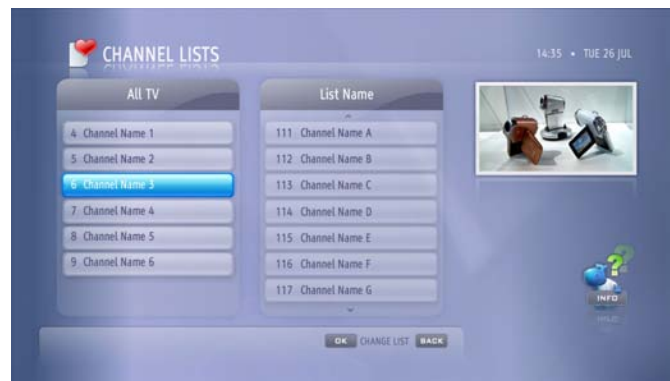 CHANNEL LISTS
14:35 • TUE 26 JUL
All TV
4 Channel Name 1
5 Channel Name 2
6 Channel Name 3
7 Channel Name 4
8 Channel Name 5
9 Channel Name 6
List Name
111 Channel Name A
112 Channel Name B
113 Channel Name C
114 Channel Name D
115 Channel Name E
116 Channel Name F
117 Channel Name G
??
INFO
OK CHANGE LIST BACK